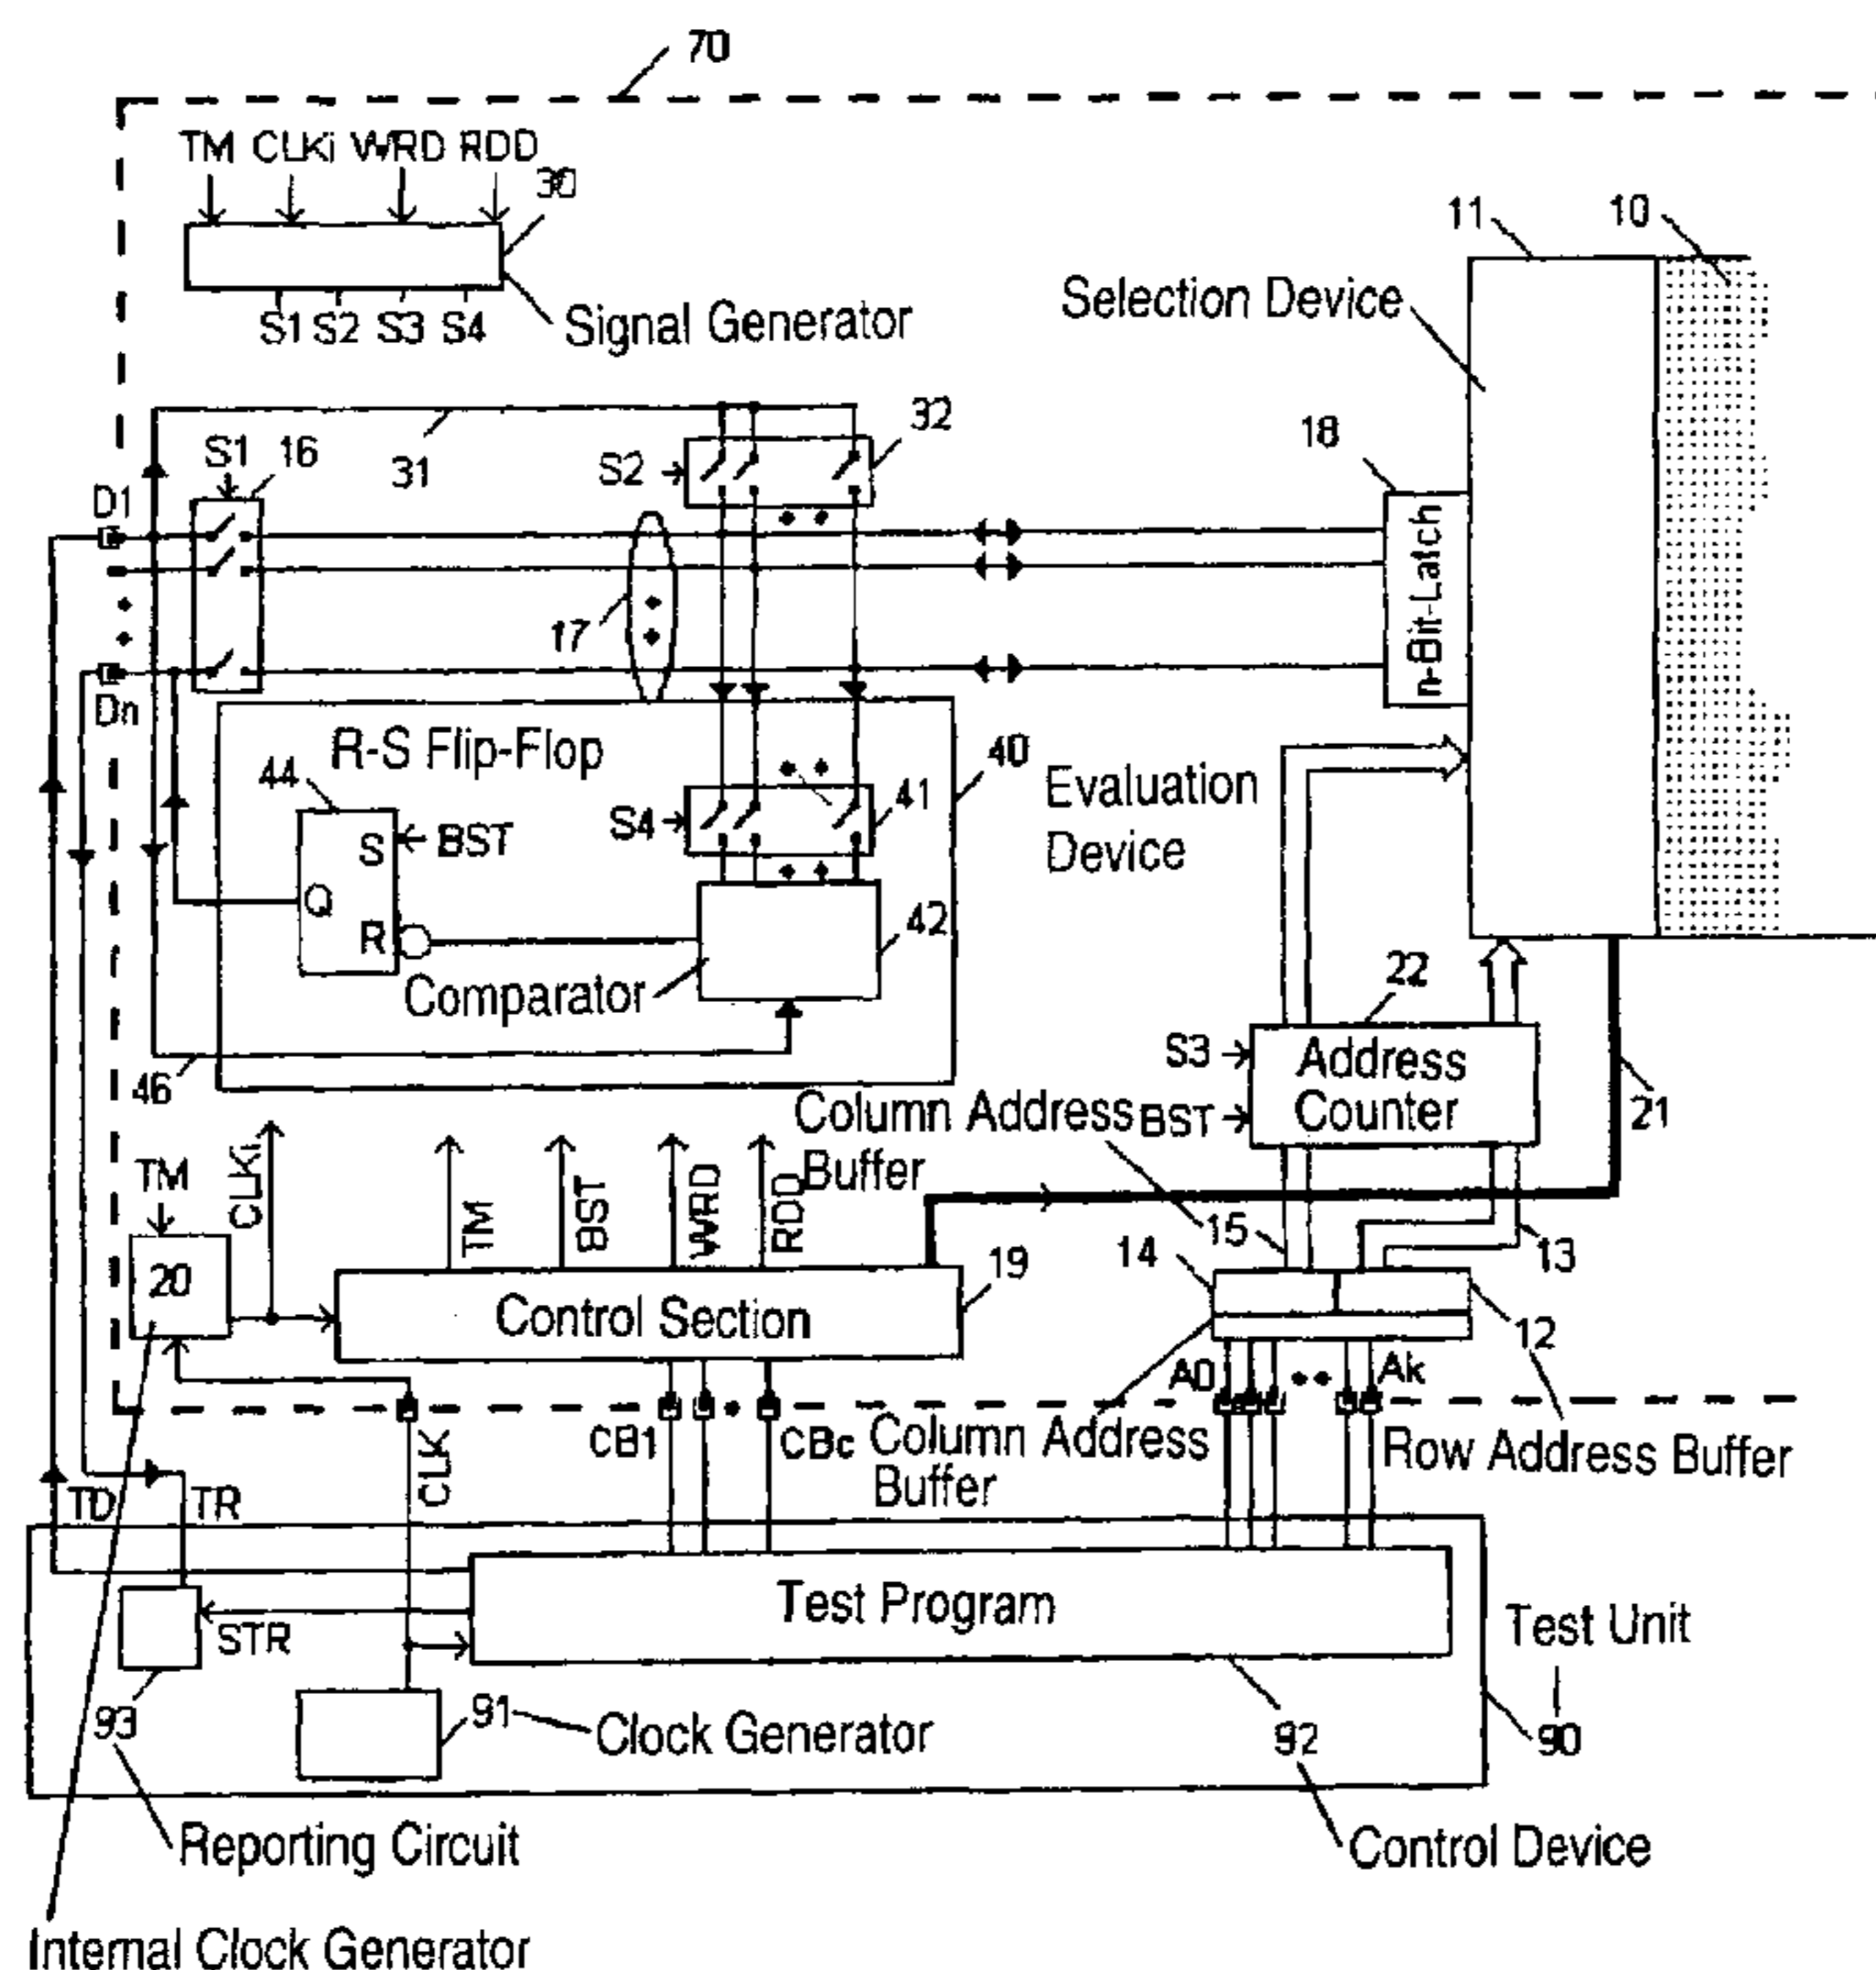 70
TM CLKi WRD RDD
30
S1 S2 S3 S4
Signal Generator
11
10
Selection Device
S1
16
31
S2
32
18
D1
n-Bit-Latch
17
Dn
R-S Flip-Flop
44
40
Evaluation
Device
S
BST
S4
41
Q
R
42
Comparator
46
22
S3
Address
Counter
BST
21
Column Address
Buffer
TM
CLKi
TM
BST
WRD
RDD
15
13
20
14
19
Control Section
12
A0
Ak
CLK
CB1
CBc
Column Address
Buffer
Row Address Buffer
TD
TR
Test Program
STR
Test Unit
93
91
Clock Generator
92
90
Reporting Circuit
Control Device
Internal Clock Generator